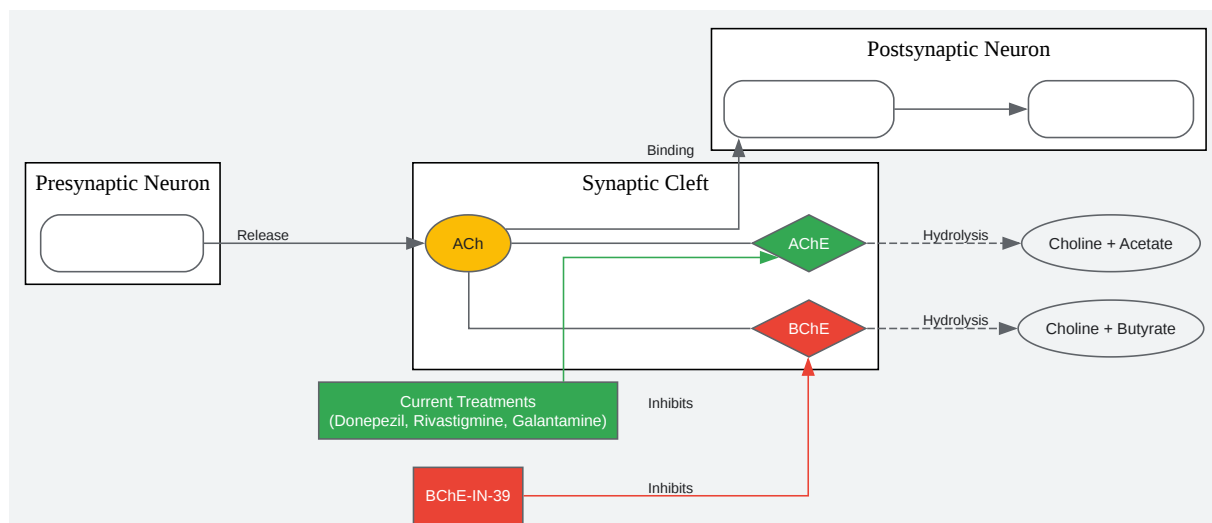 Postsynaptic Neuron
Binding
Presynaptic Neuron
Synaptic Cleft
Release
ACh
AChE
Hydrolysis
Choline + Acetate
BChE
Hydrolysis
Choline + Butyrate
Current Treatments
(Donepezil, Rivastigmine, Galantamine)
Inhibits
BChE-IN-39
Inhibits